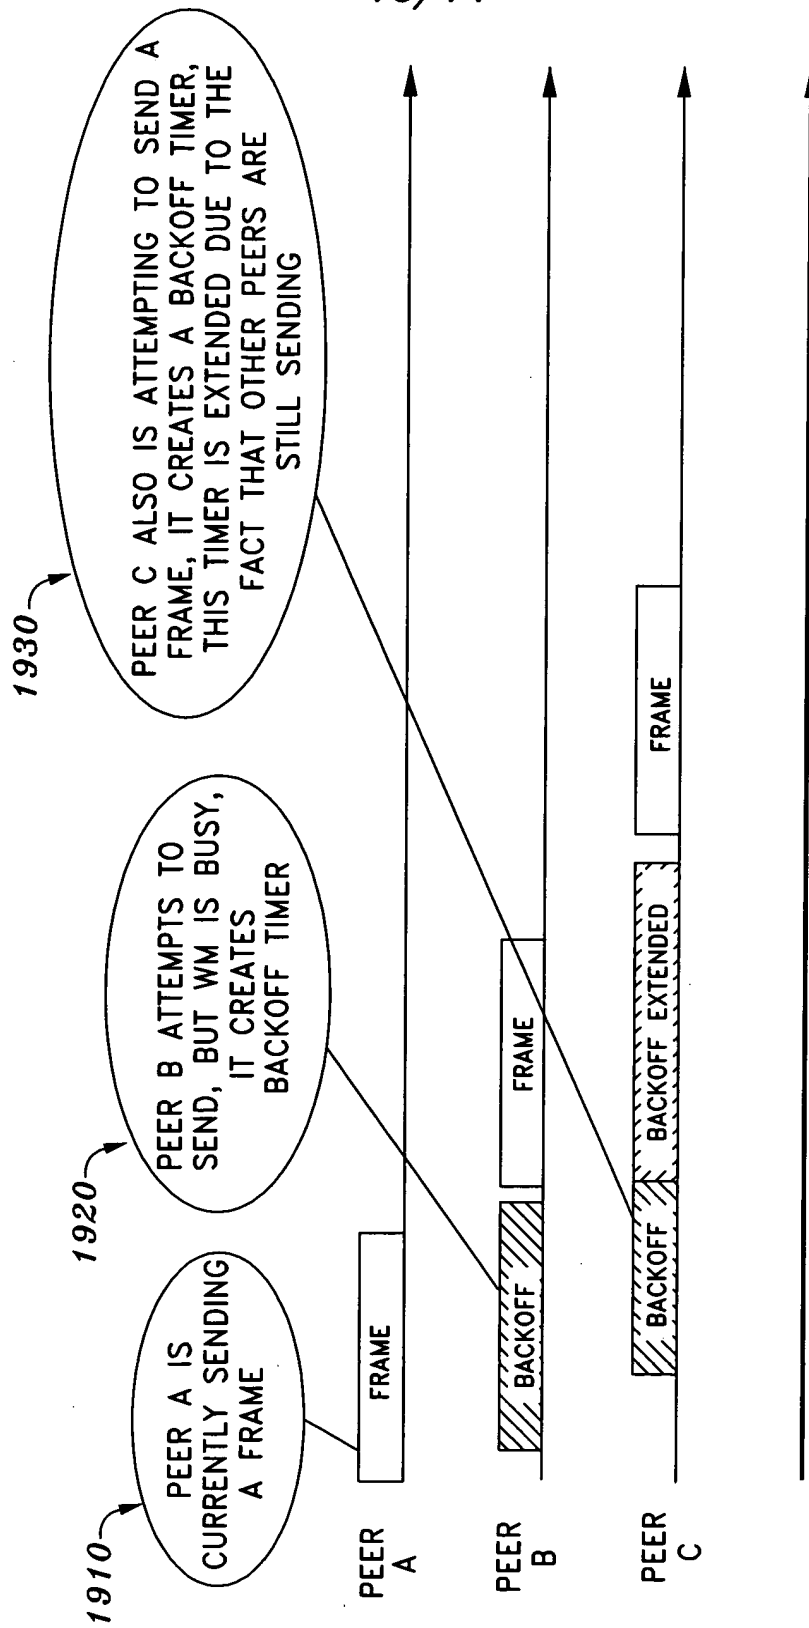 1910
PEER A IS
CURRENTLY SENDING
A FRAME
1920
PEER B ATTEMPTS TO
SEND, BUT WM IS BUSY,
IT CREATES
BACKOFF TIMER
1930
PEER C ALSO IS ATTEMPTING TO SEND A
FRAME, IT CREATES A BACKOFF TIMER,
THIS TIMER IS EXTENDED DUE TO THE
FACT THAT OTHER PEERS ARE
STILL SENDING
PEER
A
FRAME
PEER
B
BACKOFF
FRAME
PEER
C
BACKOFF
BACKOFF EXTENDED
FRAME